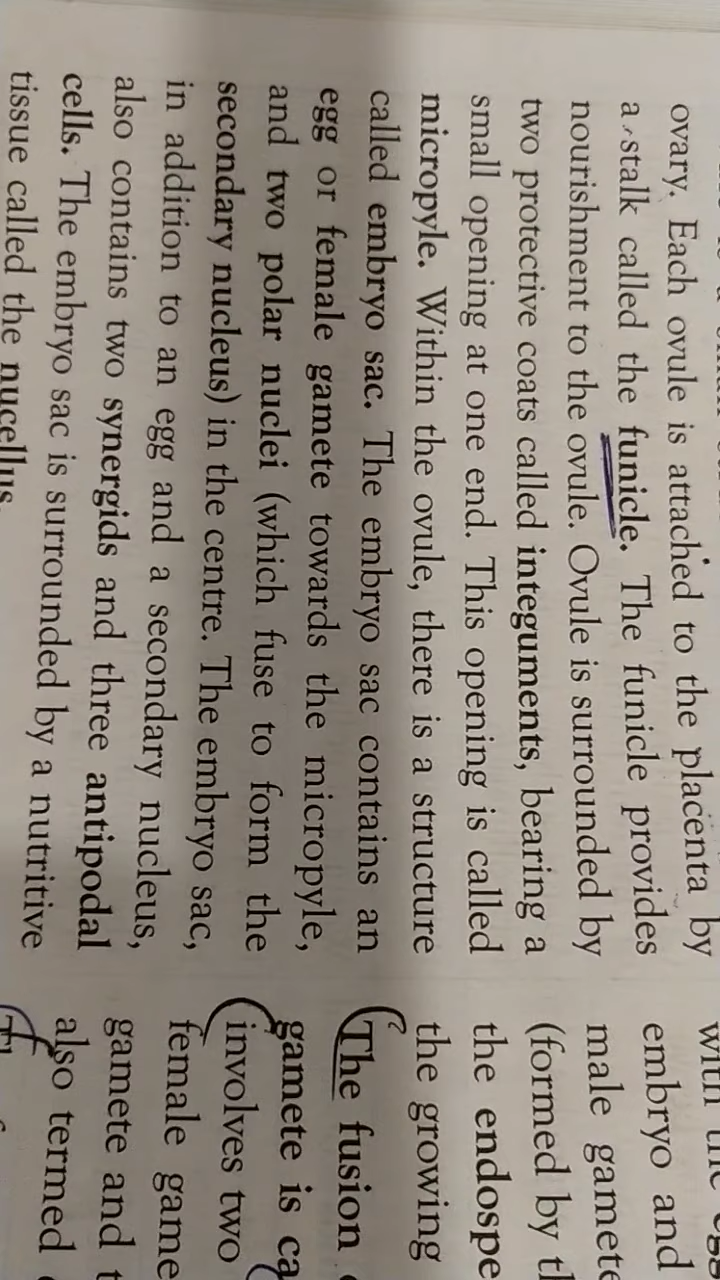 ovary. Each ovule is attached to the placenta by
a stalk called the funicle. The funicle provides
nourishment to the ovule. Ovule is surrounded by
two protective coats called integuments, bearing a
small opening at one end. This opening is called
micropyle. Within the ovule, there is a structure
called embryo sac. The embryo sac contains an
egg or female gamete towards the micropyle,
and two polar nuclei (which fuse to form the
secondary nucleus) in the centre. The embryo sac,
in addition to an egg and a secondary nucleus,
also contains two synergids and three antipodal
cells. The embryo sac is surrounded by a nutritive
tissue called the nucellus.
with the
embryo and
male gamete
(formed by
the endospe
the growing
The fusion
gamete is ca
involves two
female game
gamete and
also termed